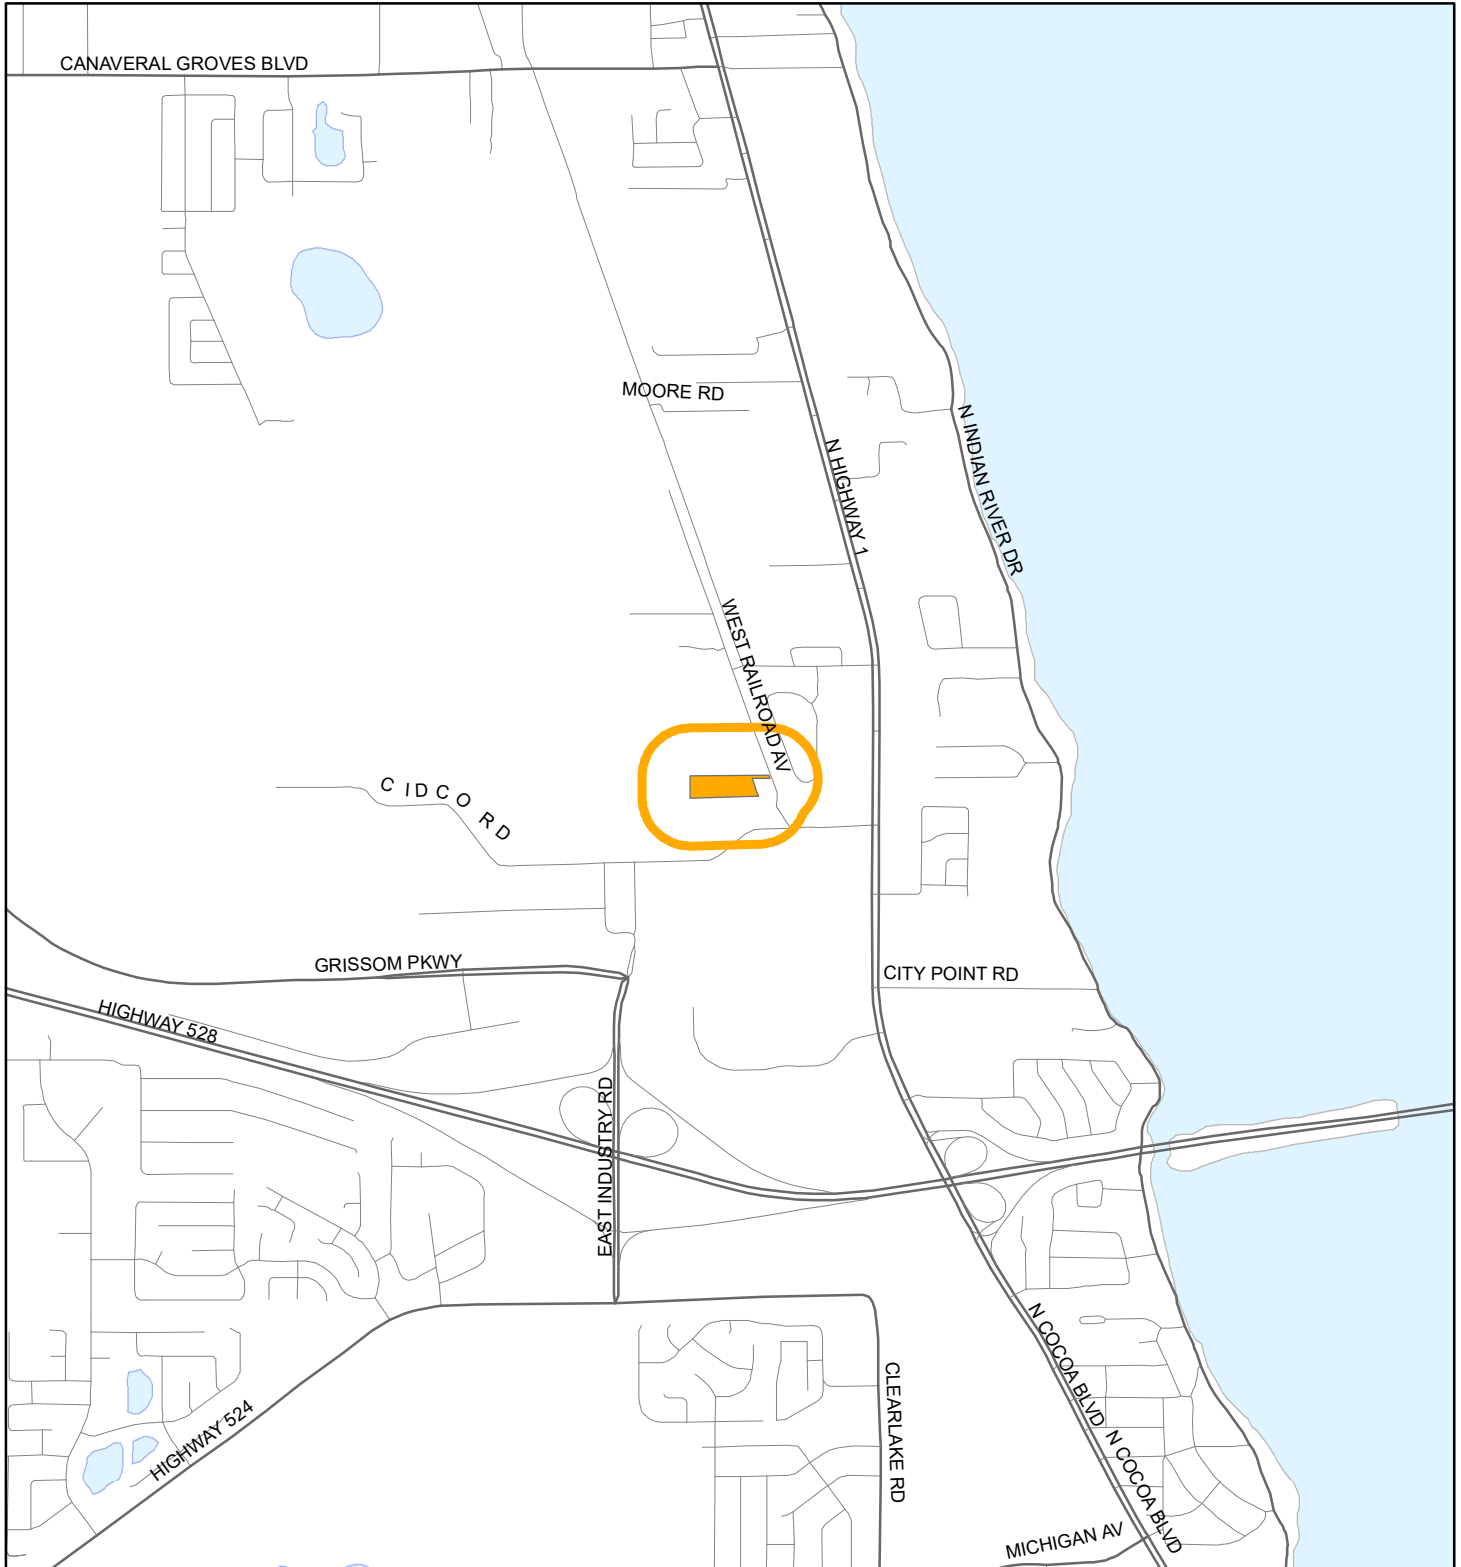 CANAVERAL GROVES BLVD
MOORE RD
N INDIAN RIVER DR
N HIGHWAY 1
WEST RAILROAD AV
CIDCO RD
GRISSOM PKWY
CITY POINT RD
HIGHWAY 528
EAST INDUSTRY RD
N COCOA BLVD
CLEARLAKE RD
HIGHWAY 524
N COCOA BLVD
MICHIGAN AV